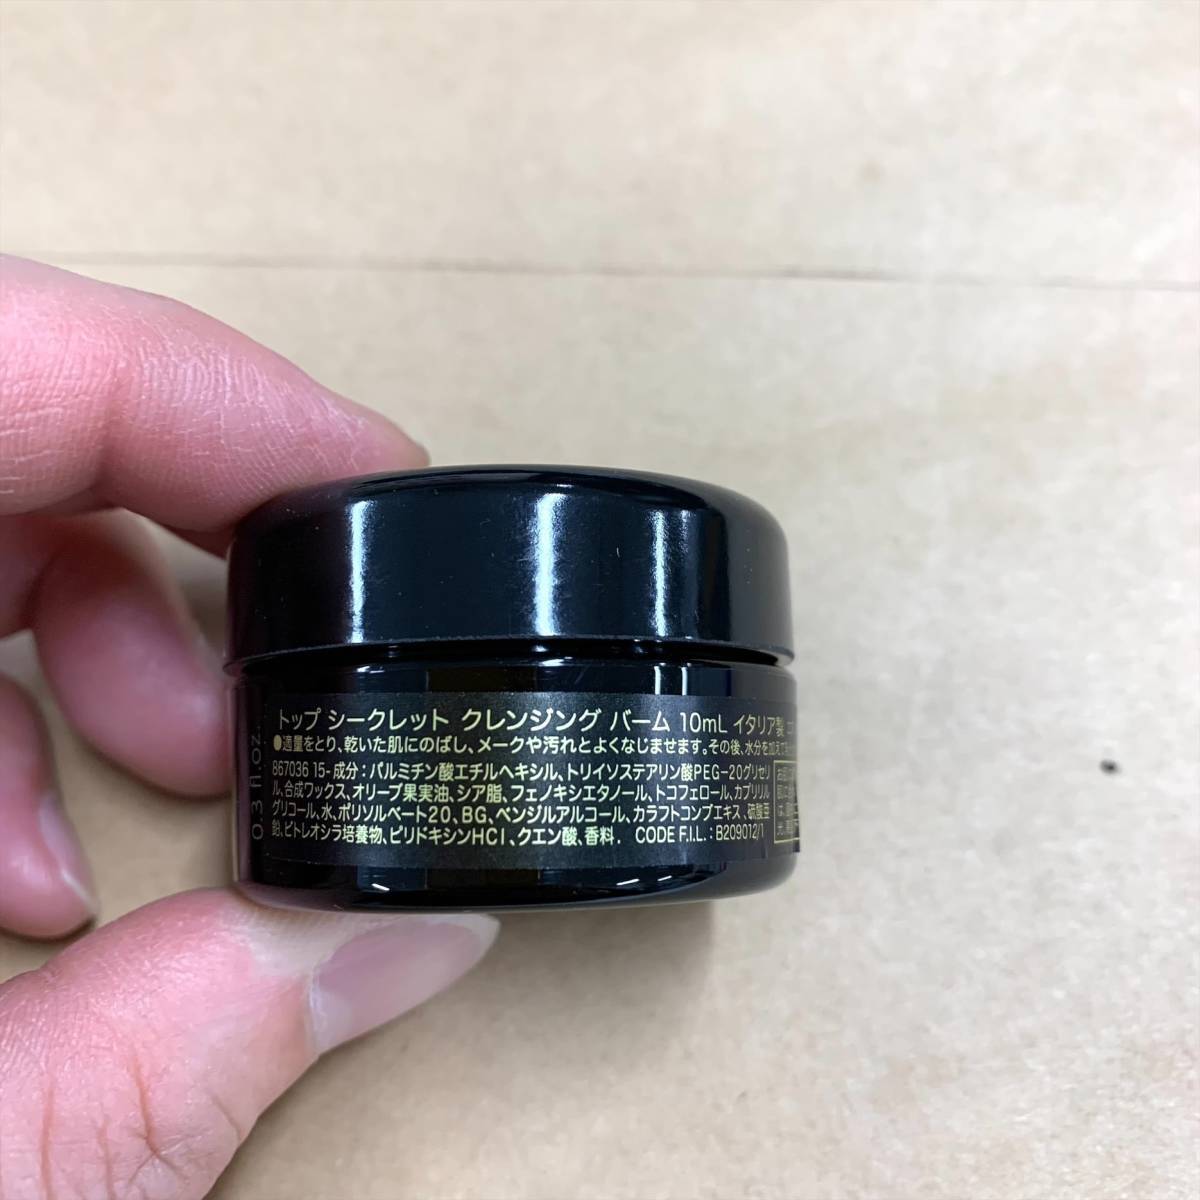 トップ シークレット クレンジング バーム 10mL イタリア製
●適量をとり、乾いた肌にのばし、メークや汚れとよくなじませます。その後、水分を加えて
867036 15- 成分：パルミチン酸エチルヘキシル、トリイソステアリン酸PEG-20グリセリ
ル、合成ワックス、オリーブ果実油、シア脂、フェノキシエタノール、トコフェロール、カプリリル
グリコール、水、ポリソルベート20、BG、ベンジルアルコール、カラフトコンブエキス、硫酸亜
鉛、ビトレオシラ培養物、ピリドキシンHCl、クエン酸、香料. CODE F.I.L. : B209012/1
0.3 fl.oz.